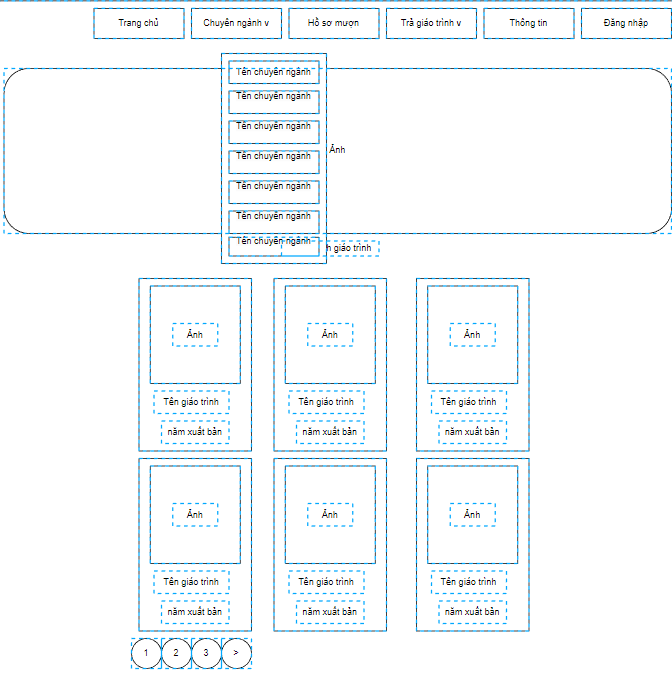 Trang chủ
Chuyên ngành v
Hồ sơ mượn
Trả giáo trình v
Thông tin
Đăng nhập
Tên chuyên ngành
Tên chuyên ngành
Tên chuyên ngành
Tên chuyên ngành
Tên chuyên ngành
Tên chuyên ngành
Tên chuyên ngành
Ảnh
h giáo trình
Ảnh
Ảnh
Ảnh
Tên giáo trình
Tên giáo trình
Tên giáo trình
năm xuất bản
năm xuất bản
năm xuất bản
Ảnh
Ảnh
Ảnh
Tên giáo trình
Tên giáo trình
Tên giáo trình
năm xuất bản
năm xuất bản
năm xuất bản
1
2
3
>